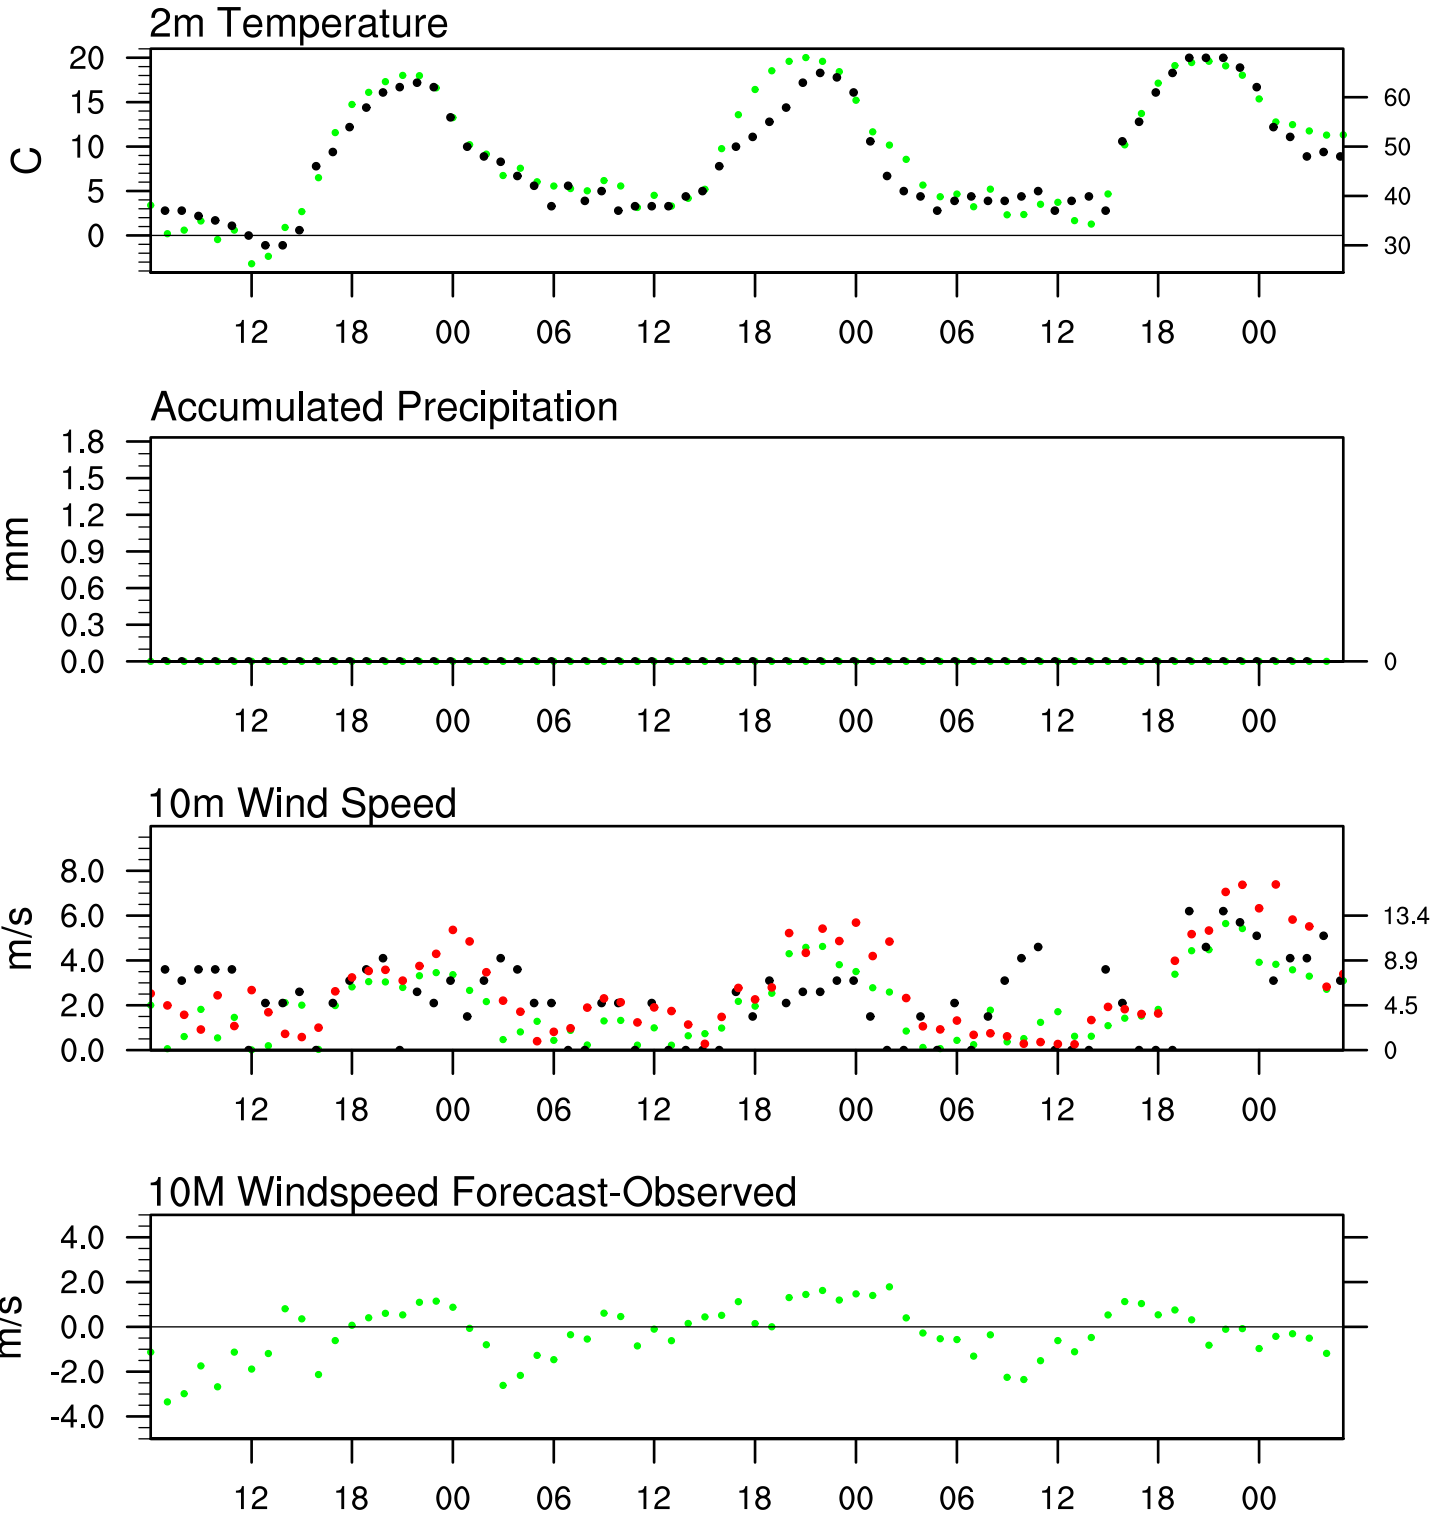 2m Temperature
20
15
10
5
0
C
60
50
40
30
12 18 00 06 12 18 00 06 12 18 00
Accumulated Precipitation
1.8
1.5
1.2
0.9
0.6
0.3
0.0
mm
0
12 18 00 06 12 18 00 06 12 18 00
10m Wind Speed
8.0
6.0
4.0
2.0
0.0
m/s
13.4
8.9
4.5
0
12 18 00 06 12 18 00 06 12 18 00
10M Windspeed Forecast-Observed
4.0
2.0
0.0
-2.0
-4.0
m/s
12 18 00 06 12 18 00 06 12 18 00